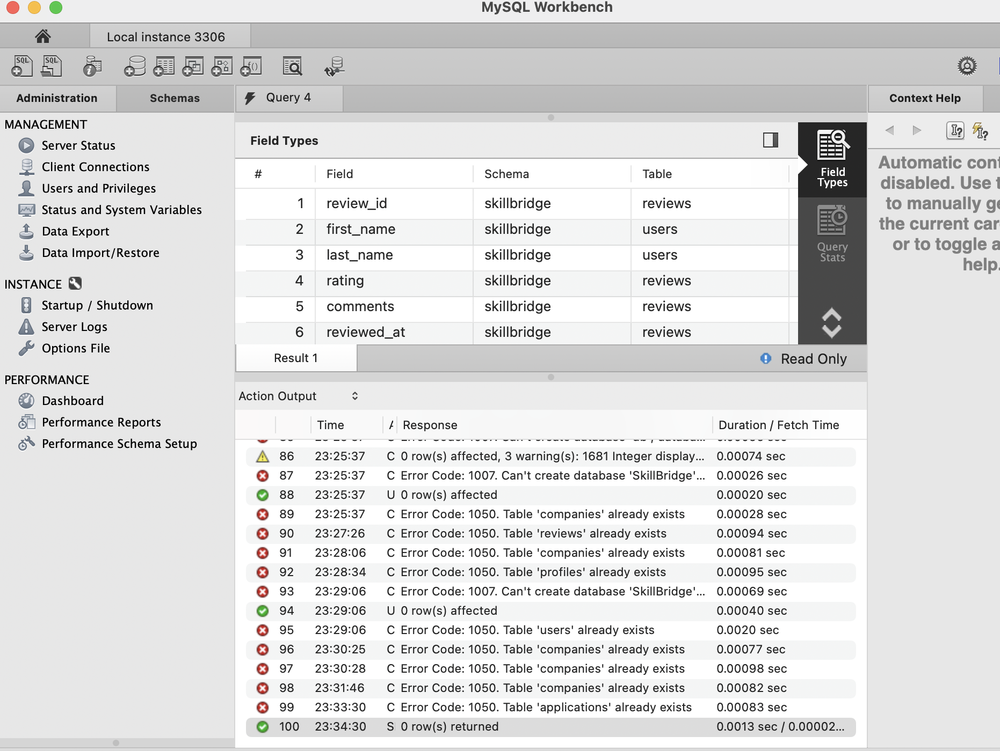 MySQL Workbench
Local instance 3306
Administration
Schemas
MANAGEMENT
Server Status
Client Connections
Users and Privileges
Status and System Variables
Data Export
Data Import/Restore
INSTANCE
Startup / Shutdown
Server Logs
Options File
PERFORMANCE
Dashboard
Performance Reports
Performance Schema Setup
Query 4
Field Types
# Field Schema Table
1 review_id skillbridge reviews
2 first_name skillbridge users
3 last_name skillbridge users
4 rating skillbridge reviews
5 comments skillbridge reviews
6 reviewed_at skillbridge reviews
Field
Types
Query
Stats
Result 1
Read Only
Action Output
Time A Response Duration / Fetch Time
86 23:25:37 C 0 row(s) affected, 3 warning(s): 1681 Integer display... 0.00074 sec
87 23:25:37 C Error Code: 1007. Can't create database 'SkillBridge'... 0.00026 sec
88 23:25:37 U 0 row(s) affected 0.00020 sec
89 23:25:37 C Error Code: 1050. Table 'companies' already exists 0.00028 sec
90 23:27:26 C Error Code: 1050. Table 'reviews' already exists 0.00094 sec
91 23:28:06 C Error Code: 1050. Table 'companies' already exists 0.00081 sec
92 23:28:34 C Error Code: 1050. Table 'profiles' already exists 0.00095 sec
93 23:29:06 C Error Code: 1007. Can't create database 'SkillBridge'... 0.00069 sec
94 23:29:06 U 0 row(s) affected 0.00040 sec
95 23:29:06 C Error Code: 1050. Table 'users' already exists 0.0020 sec
96 23:30:25 C Error Code: 1050. Table 'companies' already exists 0.00077 sec
97 23:30:28 C Error Code: 1050. Table 'companies' already exists 0.00098 sec
98 23:31:46 C Error Code: 1050. Table 'companies' already exists 0.00082 sec
99 23:33:30 C Error Code: 1050. Table 'applications' already exists 0.00083 sec
100 23:34:30 S 0 row(s) returned 0.0013 sec / 0.00002...
Context Help
Automatic cont
disabled. Use t
to manually ge
the current car
or to toggle a
help.